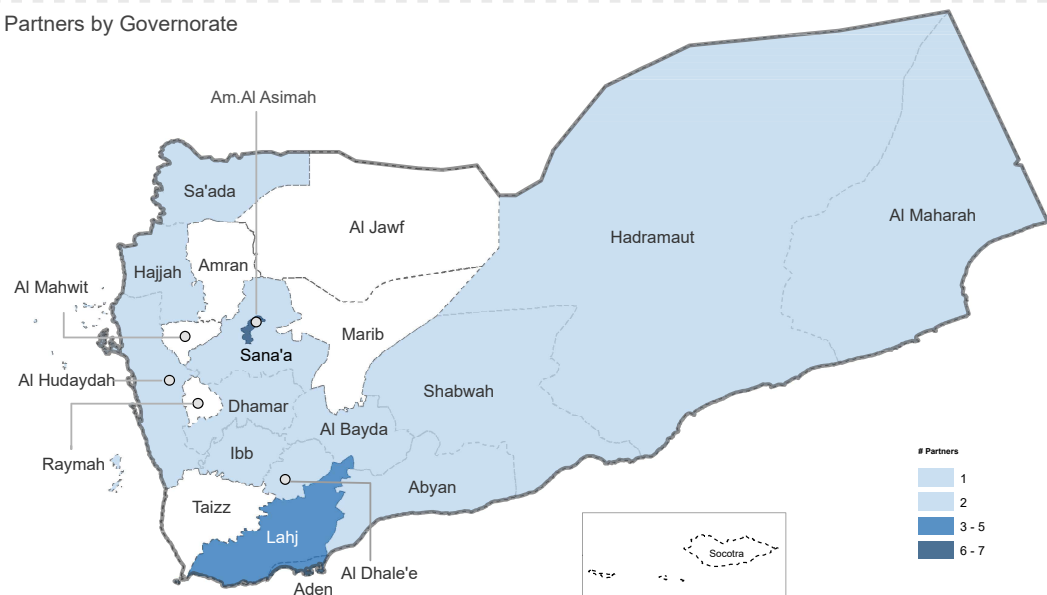 Partners by Governorate
Am.Al Asimah
Sa'ada
Al Jawf
Al Maharah
Hadramaut
Amran
Hajjah
Al Mahwit
Marib
Sana'a
Al Hudaydah
Shabwah
Dhamar
Al Bayda
Ibb
Raymah
Abyan
Taizz
Lahj
Al Dhale'e
Aden
Socotra
# Partners
1
2
3 - 5
6 - 7